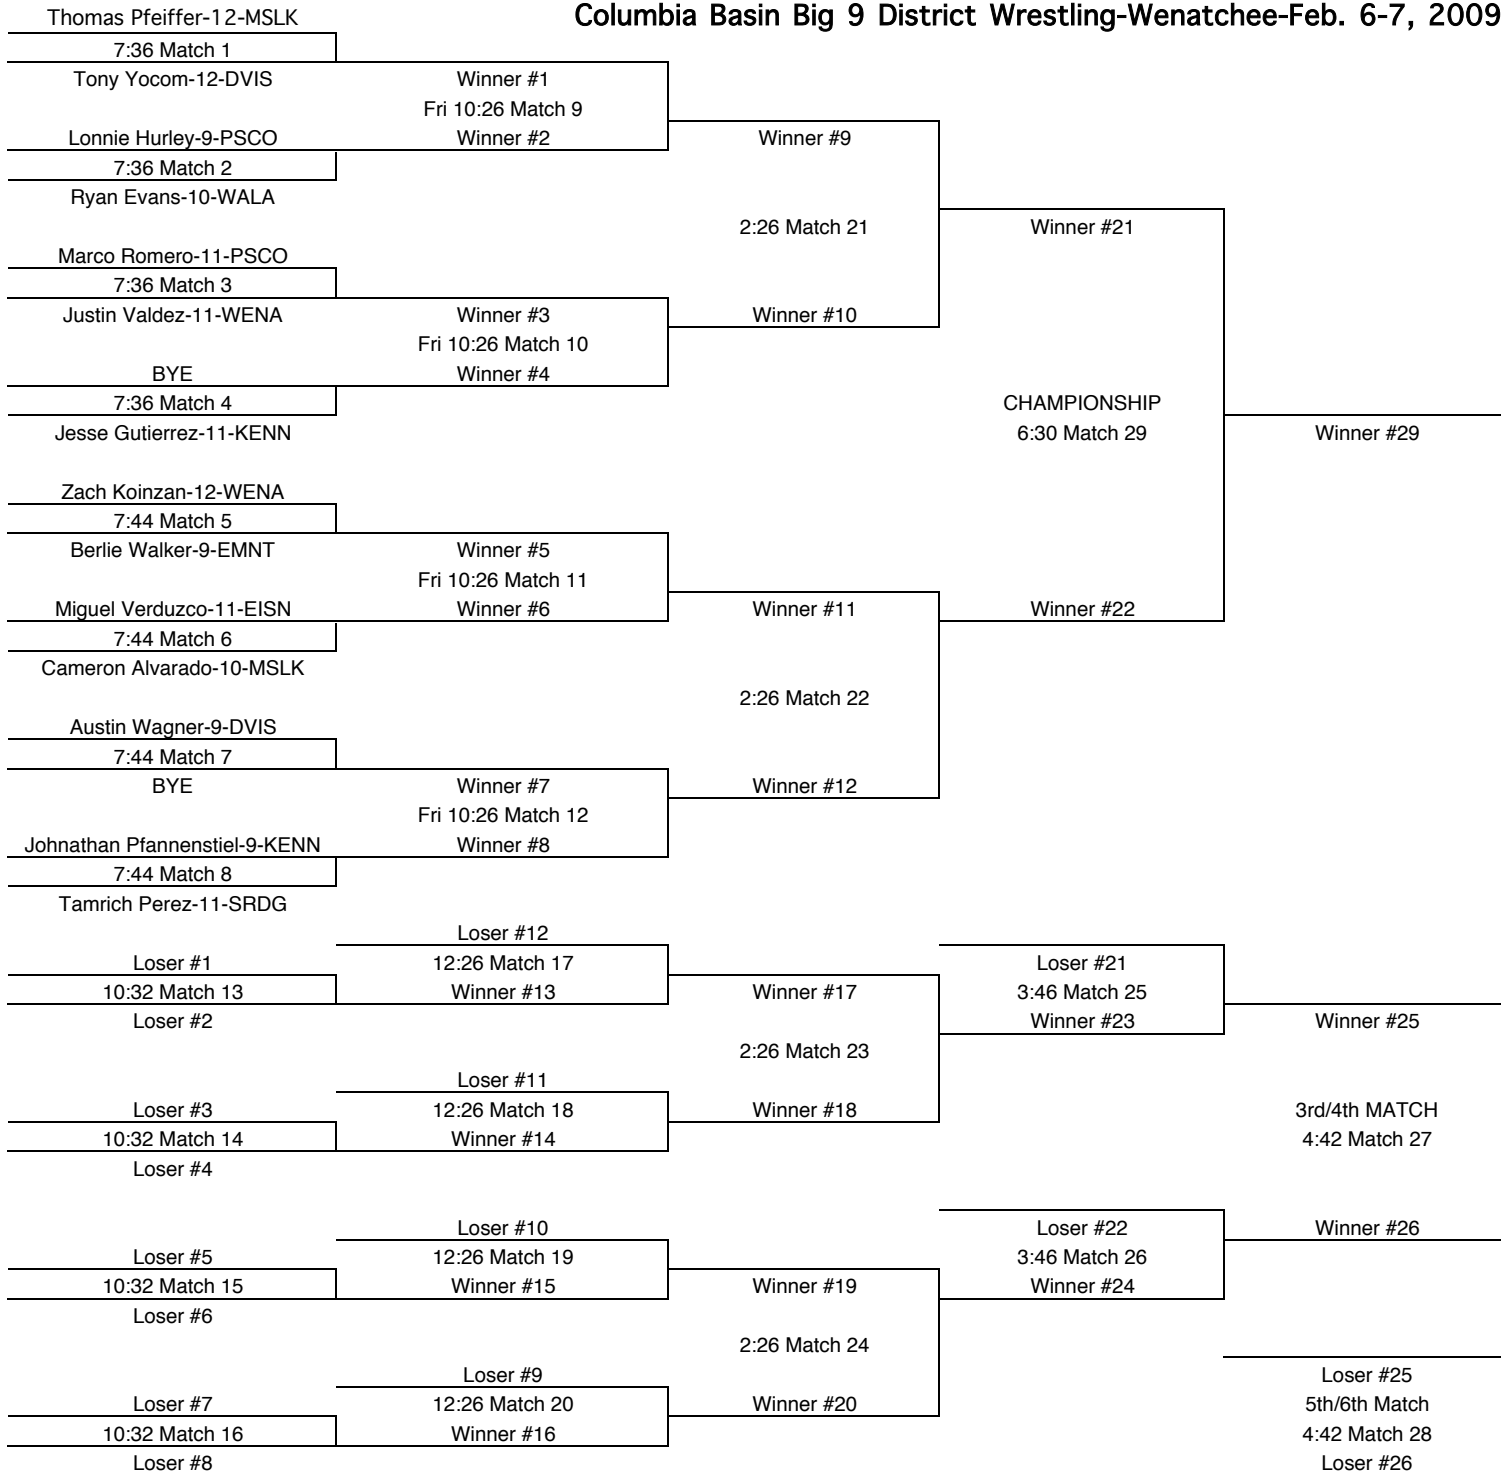 Thomas Pfeiffer-12-MSLK
Columbia Basin Big 9 District Wrestling-Wenatchee-Feb. 6-7, 2009
7:36 Match 1
Tony Yocom-12-DVIS
Winner #1
Fri 10:26 Match 9
Lonnie Hurley-9-PSCO
Winner #2
Winner #9
7:36 Match 2
Ryan Evans-10-WALA
2:26 Match 21
Winner #21
Marco Romero-11-PSCO
7:36 Match 3
Justin Valdez-11-WENA
Winner #3
Winner #10
Fri 10:26 Match 10
BYE
Winner #4
7:36 Match 4
CHAMPIONSHIP
Jesse Gutierrez-11-KENN
6:30 Match 29
Winner #29
Zach Koinzan-12-WENA
7:44 Match 5
Berlie Walker-9-EMNT
Winner #5
Fri 10:26 Match 11
Miguel Verduzco-11-EISN
Winner #6
Winner #11
Winner #22
7:44 Match 6
Cameron Alvarado-10-MSLK
2:26 Match 22
Austin Wagner-9-DVIS
7:44 Match 7
BYE
Winner #7
Winner #12
Fri 10:26 Match 12
Johnathan Pfannenstiel-9-KENN
Winner #8
7:44 Match 8
Tamrich Perez-11-SRDG
Loser #12
Loser #1
12:26 Match 17
Loser #21
10:32 Match 13
Winner #13
Winner #17
3:46 Match 25
Loser #2
Winner #23
Winner #25
2:26 Match 23
Loser #11
Loser #3
12:26 Match 18
Winner #18
3rd/4th MATCH
10:32 Match 14
Winner #14
4:42 Match 27
Loser #4
Loser #10
Loser #22
Winner #26
Loser #5
12:26 Match 19
3:46 Match 26
10:32 Match 15
Winner #15
Winner #19
Winner #24
Loser #6
2:26 Match 24
Loser #9
Loser #25
Loser #7
12:26 Match 20
Winner #20
5th/6th Match
10:32 Match 16
Winner #16
4:42 Match 28
Loser #8
Loser #26